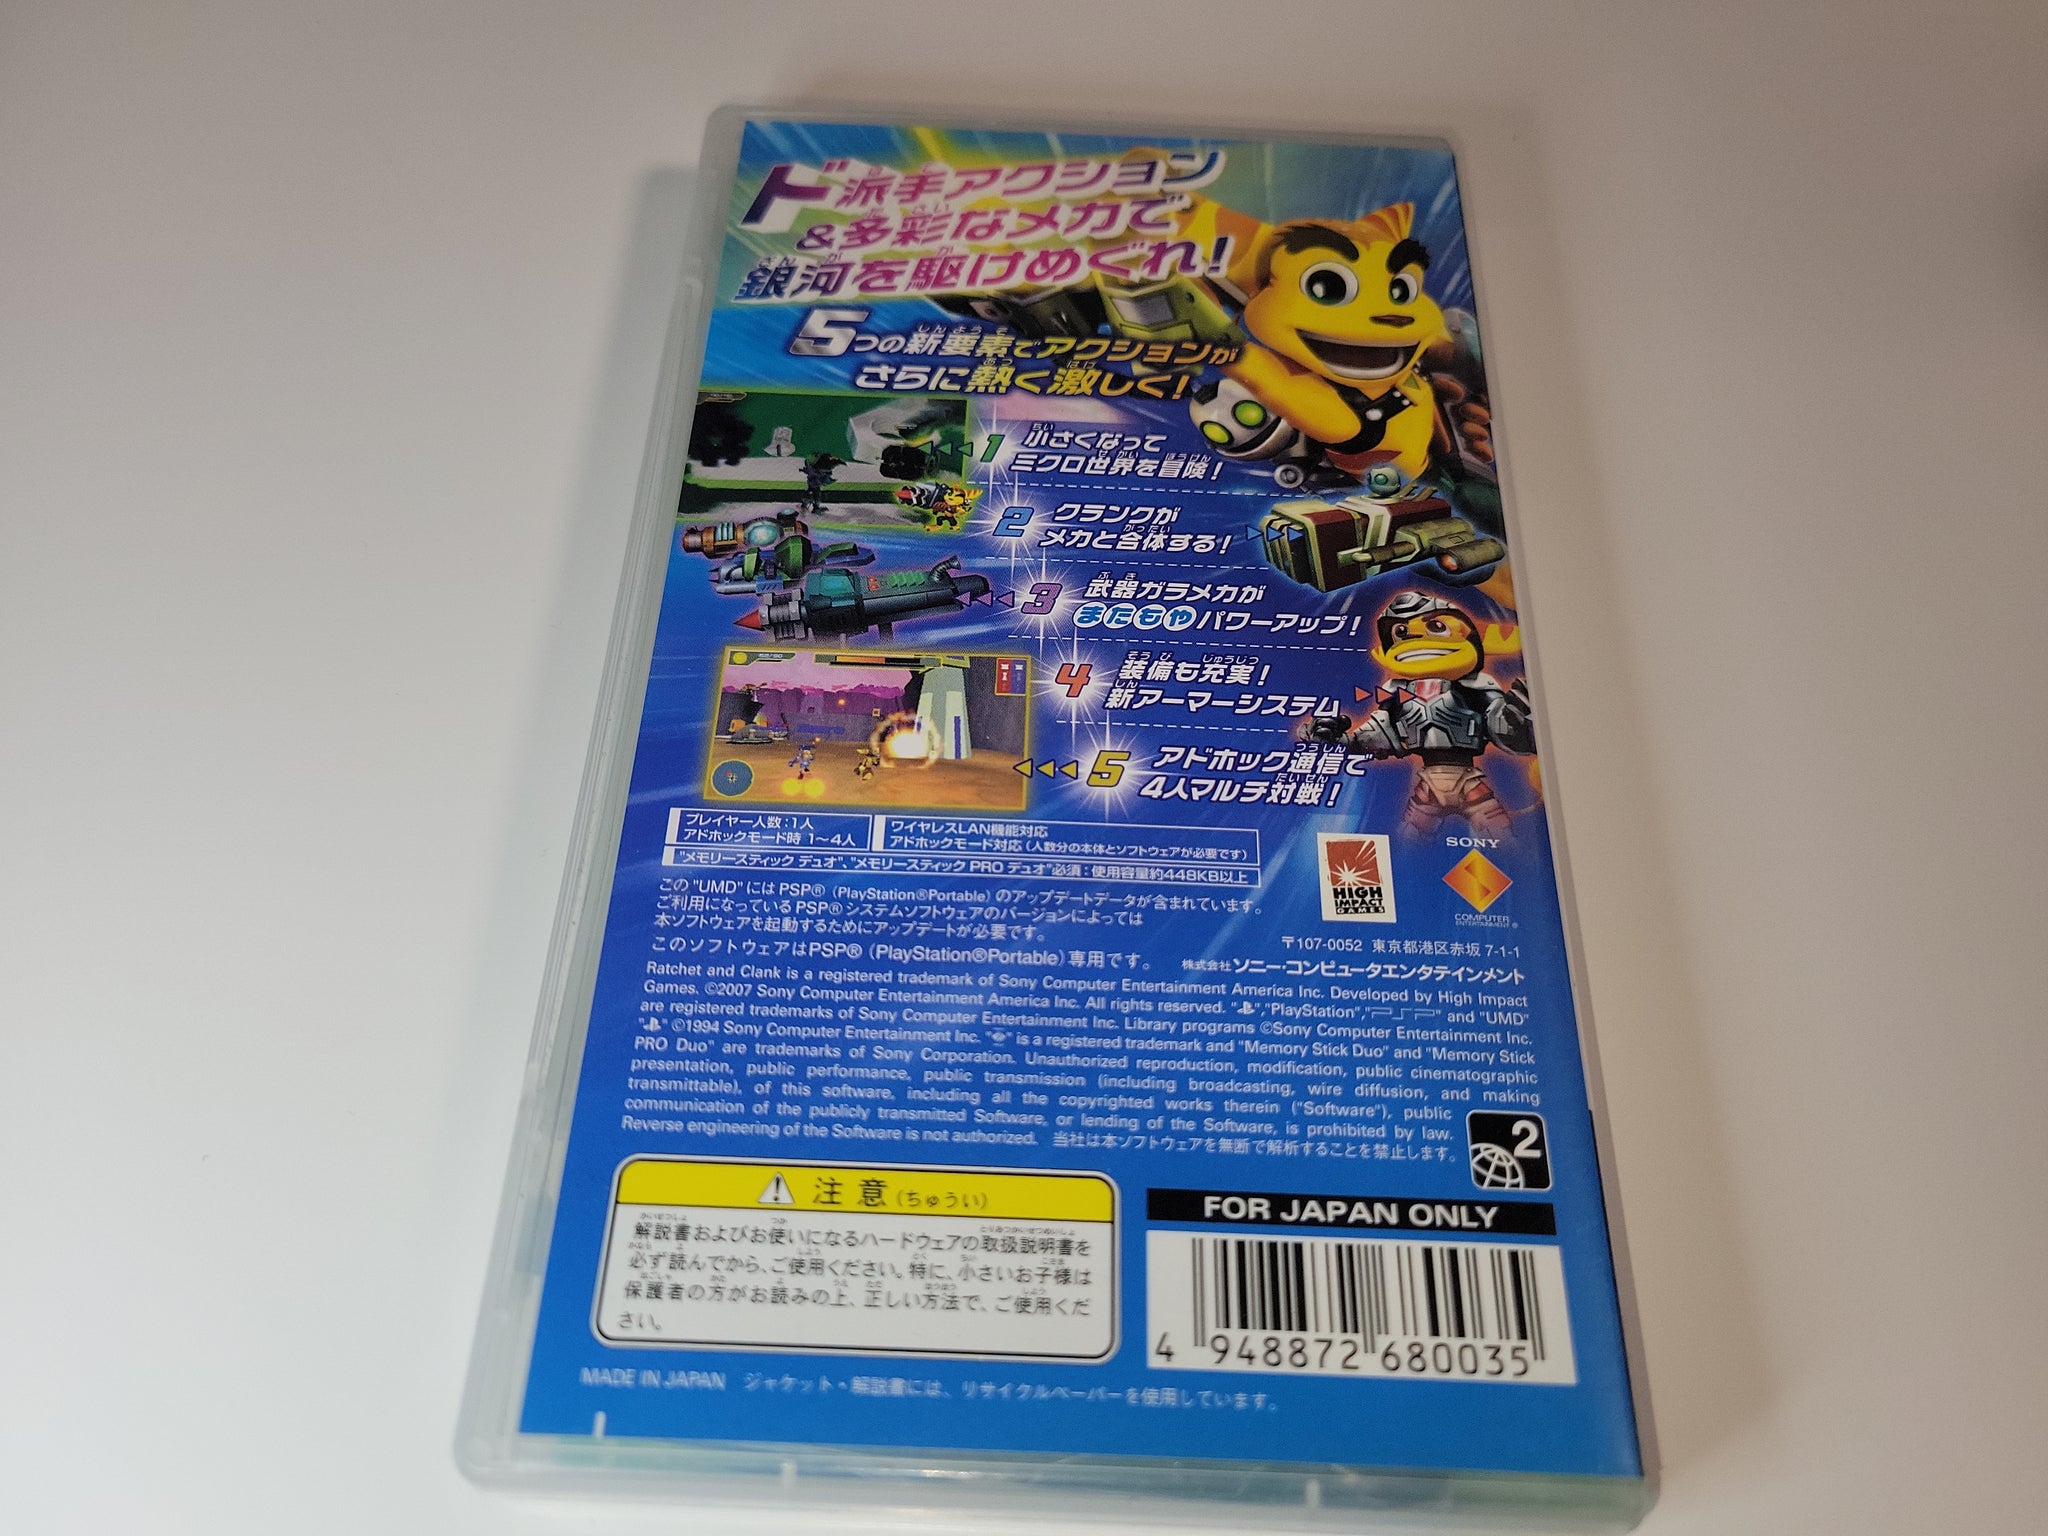 ド派手アクション
&多彩なメカで
銀河を駆けめぐれ!
5つの新要素でアクションが
さらに熱く激しく!
1 小さくなって
ミクロ世界を冒険!
2 クランクが
メカと合体する!
3 武器ガラメカが
またもやパワーアップ!
4 装備も充実!
新アーマーシステム
5 アドホック通信で
4人マルチ対戦!
プレイヤー人数:1人
アドホックモード時 1~4人
ワイヤレスLAN機能対応
アドホックモード対応(人数分の本体とソフトウェアが必要です)
"メモリースティック デュオ"、"メモリースティック PRO デュオ"必須:使用容量約448KB以上
この"UMD"にはPSP®(PlayStation®Portable)のアップデートデータが含まれています。
ご利用になっているPSP®システムソフトウェアのバージョンによっては
本ソフトウェアを起動するためにアップデートが必要です。
このソフトウェアはPSP®(PlayStation®Portable)専用です。
HIGH
IMPACT
GAMES
SONY
COMPUTER
ENTERTAINMENT®
〒107-0052 東京都港区赤坂 7-1-1
株式会社ソニー・コンピュータエンタテインメント
Ratchet and Clank is a registered trademark of Sony Computer Entertainment America Inc. Developed by High Impact
Games. ©2007 Sony Computer Entertainment America Inc. All rights reserved. "","PlayStation","PSP" and "UMD"
are registered trademarks of Sony Computer Entertainment Inc. Library programs ©Sony Computer Entertainment Inc.
"" ©1994 Sony Computer Entertainment Inc. "" is a registered trademark and "Memory Stick Duo" and "Memory Stick
PRO Duo" are trademarks of Sony Corporation. Unauthorized reproduction, modification, public cinematographic
presentation, public performance, public transmission (including broadcasting, wire diffusion, and making
transmittable), of this software, including all the copyrighted works therein ("Software"), public
communication of the publicly transmitted Software, or lending of the Software, is prohibited by law.
Reverse engineering of the Software is not authorized. 当社は本ソフトウェアを無断で解析することを禁止します。
2
注意(ちゅうい)
解説書およびお使いになるハードウェアの取扱説明書を
必ず読んでから、ご使用ください。特に、小さいお子様は
保護者の方がお読みの上、正しい方法で、ご使用くだ
さい。
FOR JAPAN ONLY
4 948872 680035
MADE IN JAPAN ジャケット・解説書には、リサイクルペーパーを使用しています。